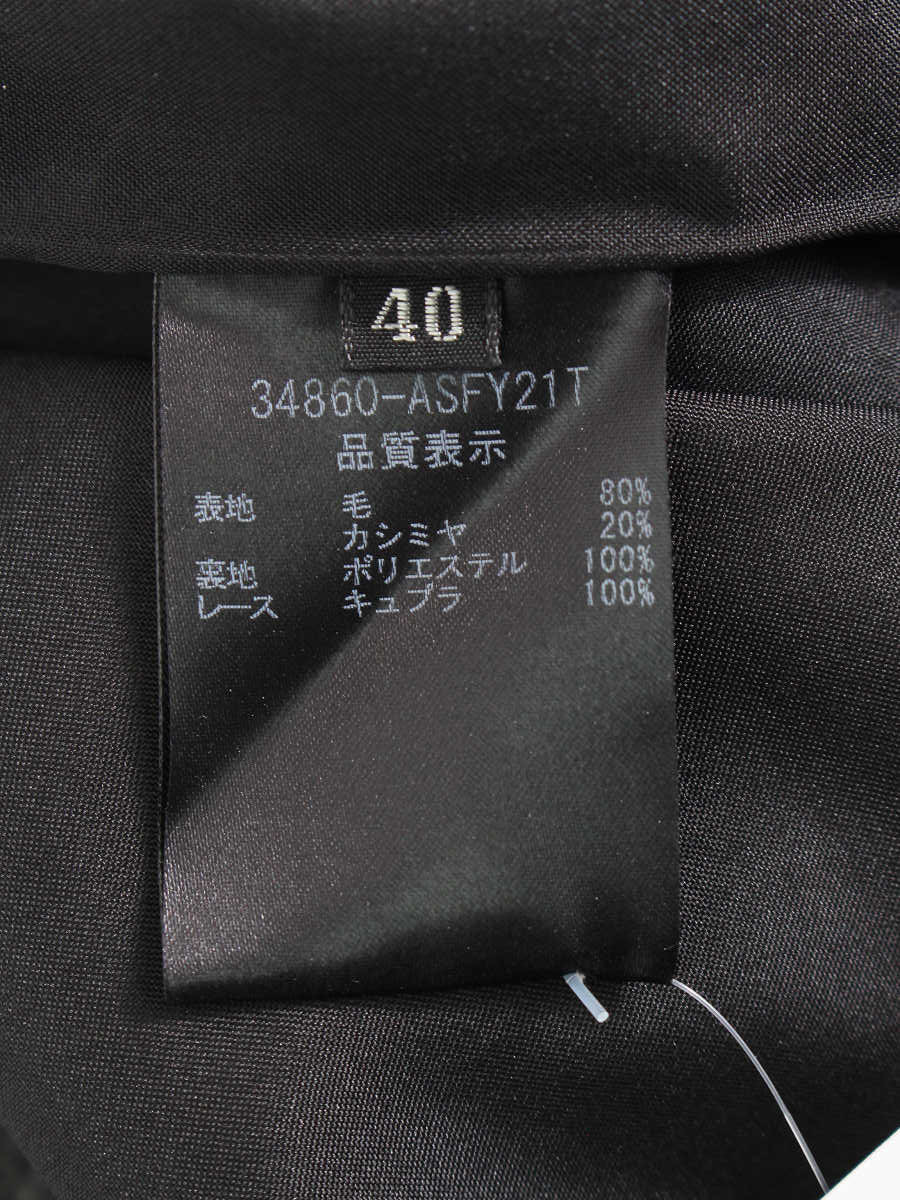 40
34860-ASFY21T
品質表示
表地 毛 80%
カシミヤ 20%
裏地 ポリエステル 100%
レース キュプラ 100%